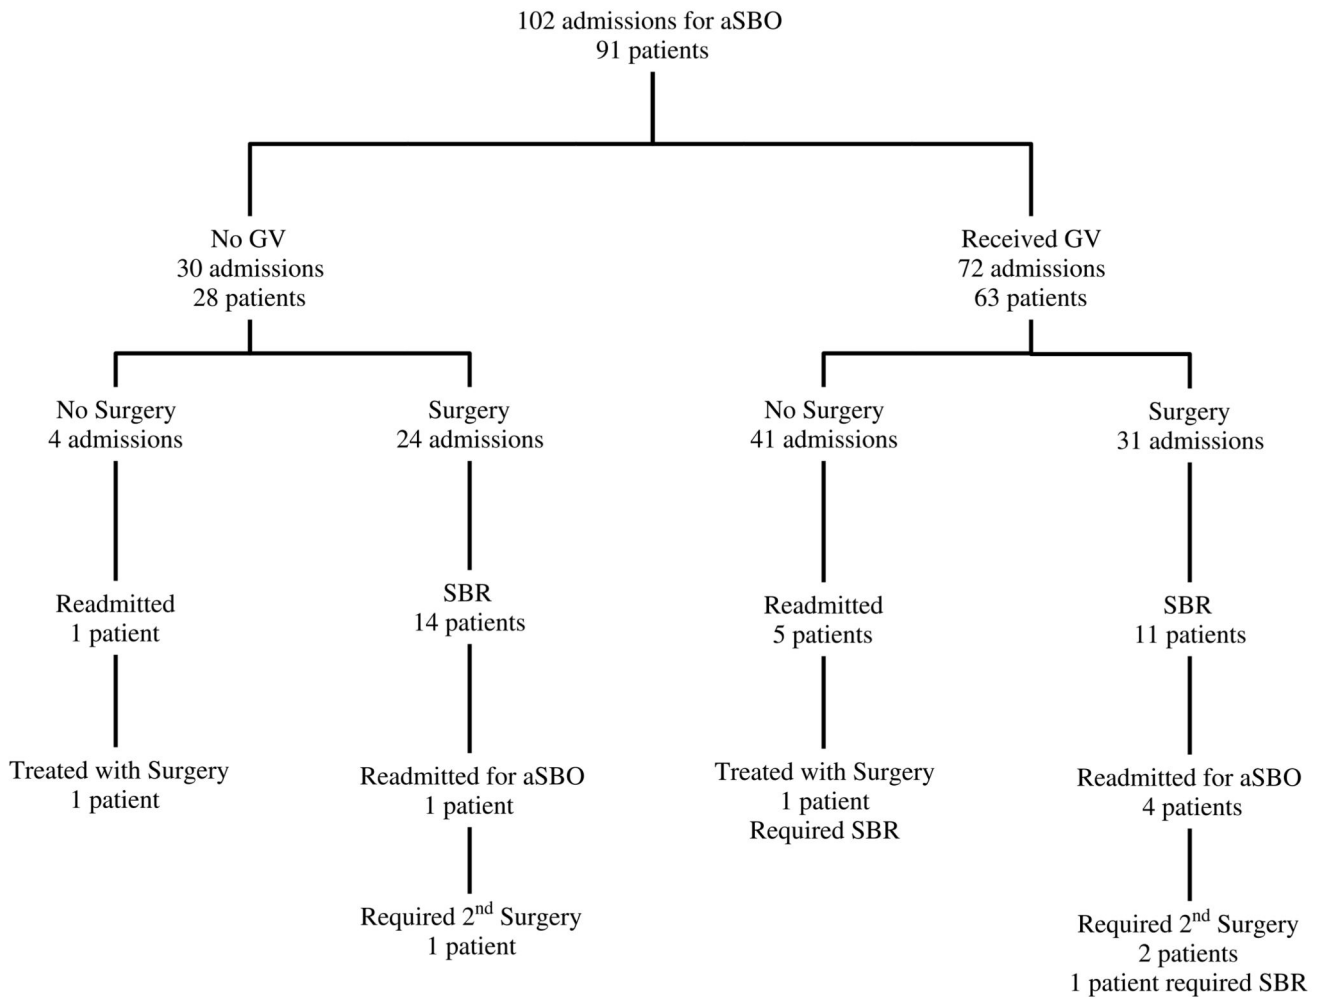 102 admissions for aSBO
91 patients
No GV
30 admissions
28 patients
Received GV
72 admissions
63 patients
No Surgery
4 admissions
Surgery
24 admissions
No Surgery
41 admissions
Surgery
31 admissions
Readmitted
1 patient
SBR
14 patients
Readmitted
5 patients
SBR
11 patients
Treated with Surgery
1 patient
Readmitted for aSBO
1 patient
Treated with Surgery
1 patient
Required SBR
Readmitted for aSBO
4 patients
Required 2nd Surgery
1 patient
Required 2nd Surgery
2 patients
1 patient required SBR